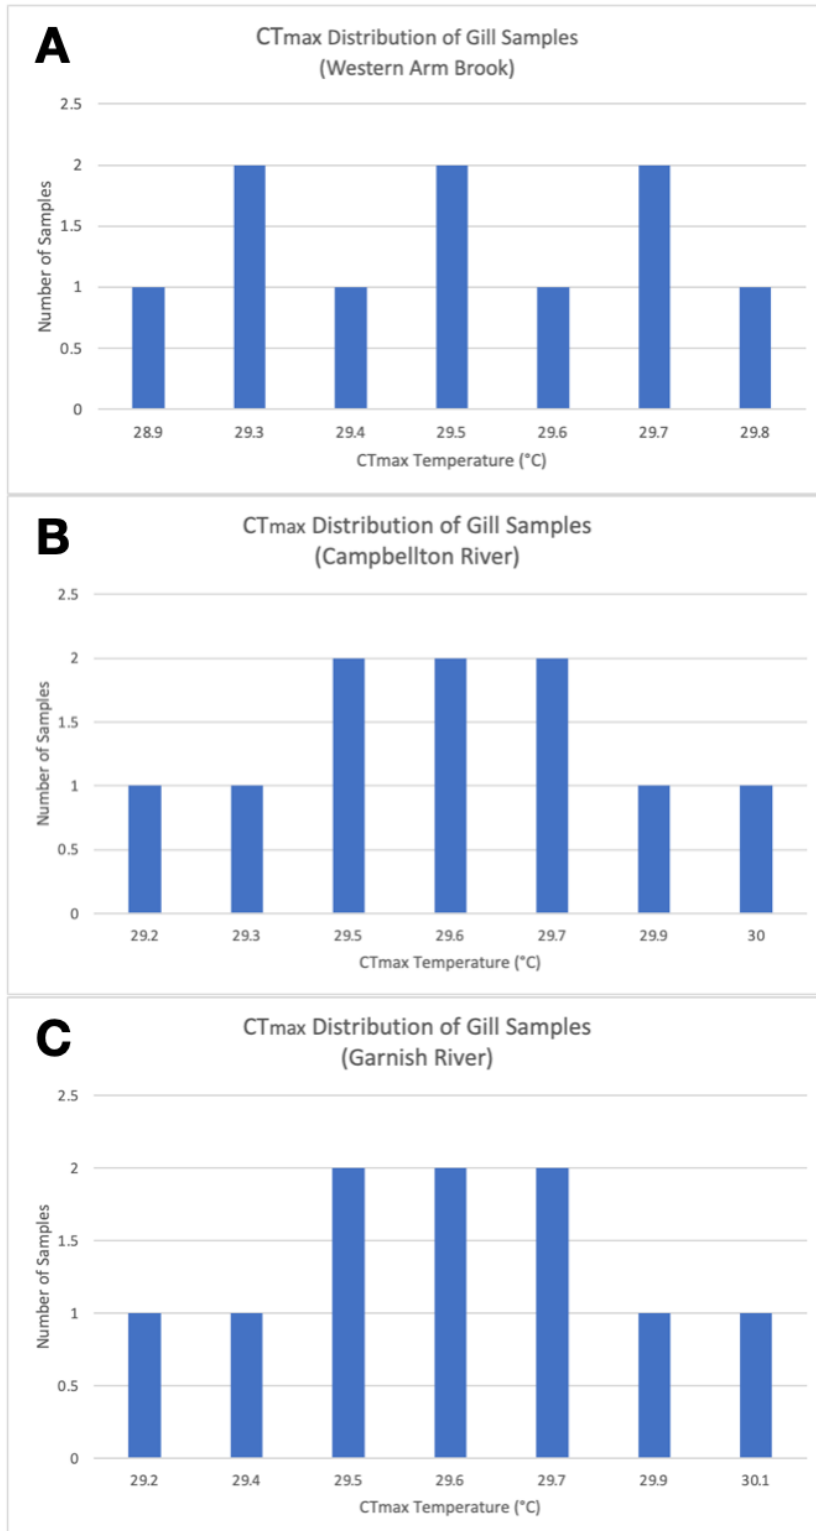 A
CTmax Distribution of Gill Samples
(Western Arm Brook)
2.5
2
1.5
1
0.5
0
Number of Samples
28.9 29.3 29.4 29.5 29.6 29.7 29.8
CTmax Temperature (°C)
B
CTmax Distribution of Gill Samples
(Campbellton River)
2.5
2
1.5
1
0.5
0
Number of Samples
29.2 29.3 29.5 29.6 29.7 29.9 30
CTmax Temperature (°C)
C
CTmax Distribution of Gill Samples
(Garnish River)
2.5
2
1.5
1
0.5
0
Number of Samples
29.2 29.4 29.5 29.6 29.7 29.9 30.1
CTmax Temperature (°C)